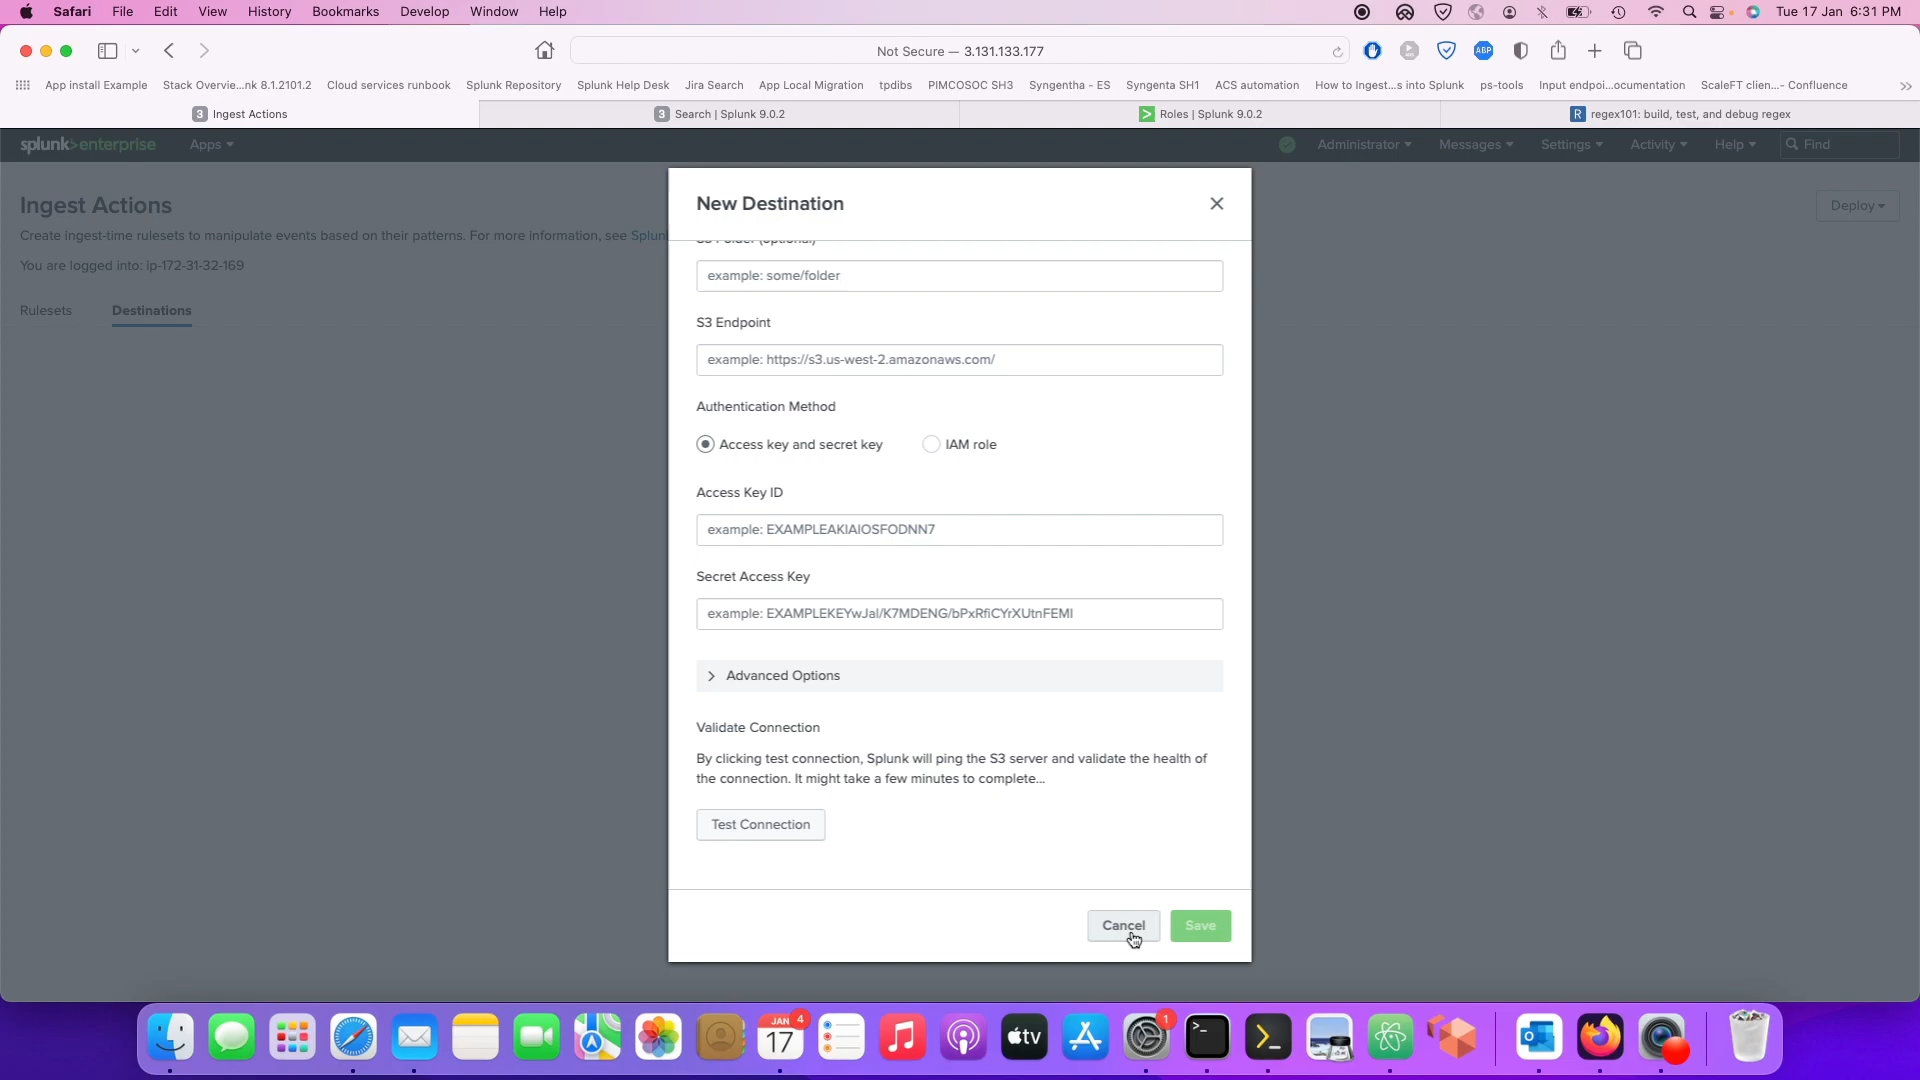 Safari File Edit View History Bookmarks Develop Window Help Tue 17 Jan 6:31 PM
Not Secure — 3.131.133.177 ABP
App install Example Stack Overvie...nk 8.1.2101.2 Cloud services runbook Splunk Repository Splunk Help Desk Jira Search App Local Migration tpdibs PIMCOSOC SH3 Syngentha - ES Syngenta SH1 ACS automation How to Ingest...s into Splunk ps-tools Input endpoi...ocumentation ScaleFT clien...- Confluence
3 Ingest Actions 3 Search | Splunk 9.0.2 > Roles | Splunk 9.0.2 R regex101: build, test, and debug regex
splunk>enterprise Apps Administrator Messages Settings Activity Help Find
New Destination
Ingest Actions Deploy
Create ingest-time rulesets to manipulate events based on their patterns. For more information, see Splun
You are logged into: ip-172-31-32-169
Rulesets Destinations
S3 Folder (optional)
example: some/folder
S3 Endpoint
example: https://s3.us-west-2.amazonaws.com/
Authentication Method
Access key and secret key IAM role
Access Key ID
example: EXAMPLEAKIAIOSFODNN7
Secret Access Key
example: EXAMPLEKEYwJal/K7MDENG/bPxRfiCYrXUtnFEMI
Advanced Options
Validate Connection
By clicking test connection, Splunk will ping the S3 server and validate the health of
the connection. It might take a few minutes to complete...
Test Connection
Cancel Save
JAN 4 17 tv 1